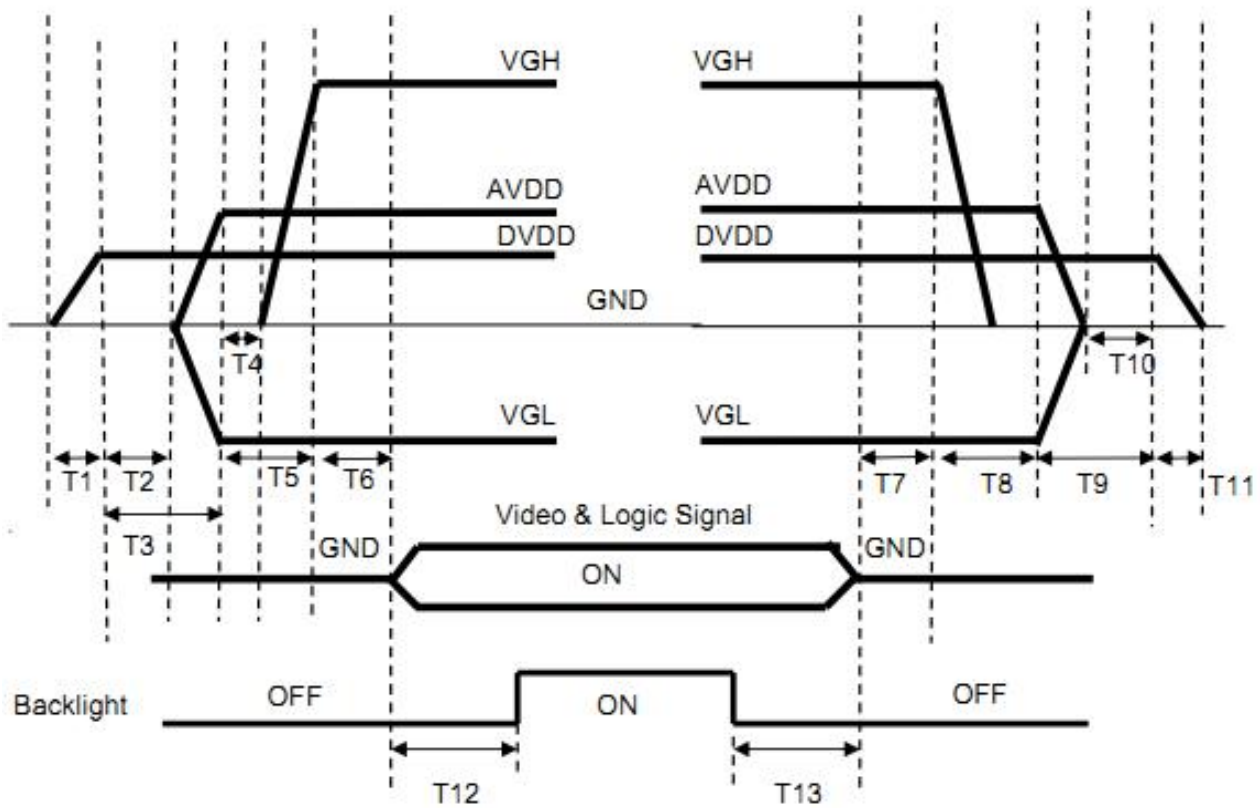 VGH VGH
AVDD AVDD
DVDD DVDD
GND
T4 T10
VGL VGL
T1 T2 T5 T6 T7 T8 T9 T11
Video & Logic Signal
T3
GND GND
ON
OFF OFF
Backlight ON
T12 T13